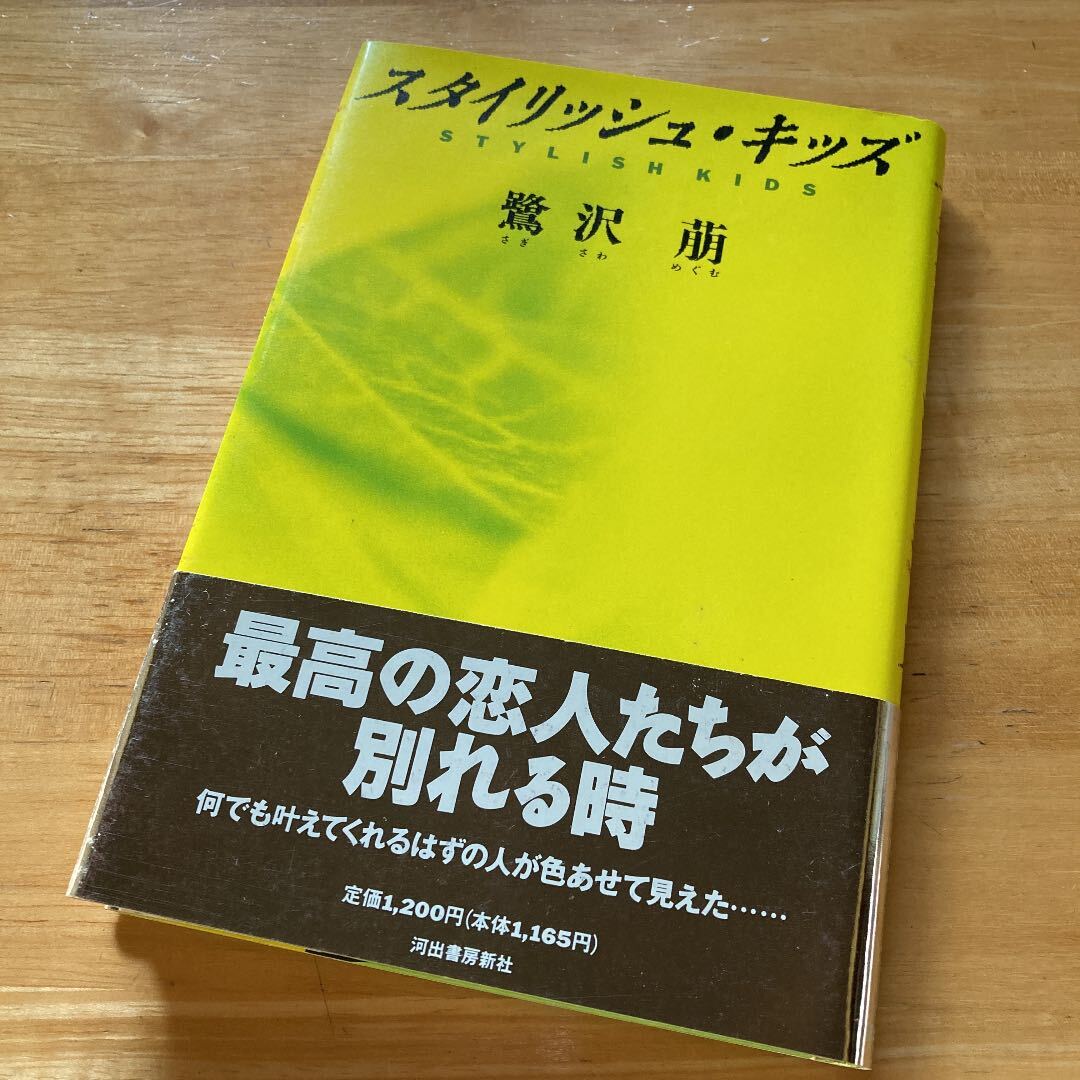 スタイリッシュ・キッズ
STYLISH KIDS
鷺沢 萠
さぎ さわ めぐむ
最高の恋人たちが
別れる時
何でも叶えてくれるはずの人が色あせて見えた……
定価1,200円(本体1,165円)
河出書房新社